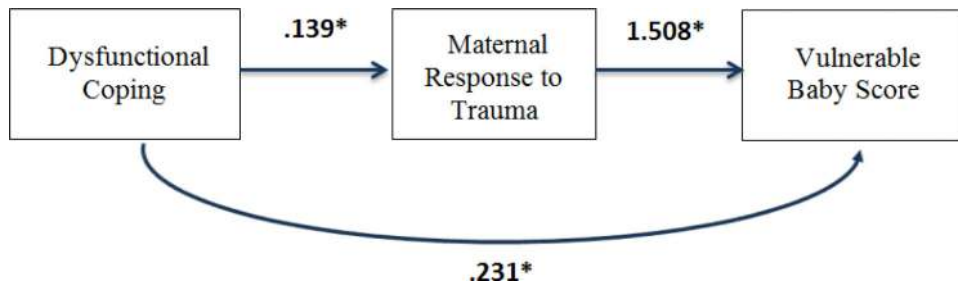 Dysfunctional
Coping
.139*
Maternal
Response to
Trauma
1.508*
Vulnerable
Baby Score
.231*